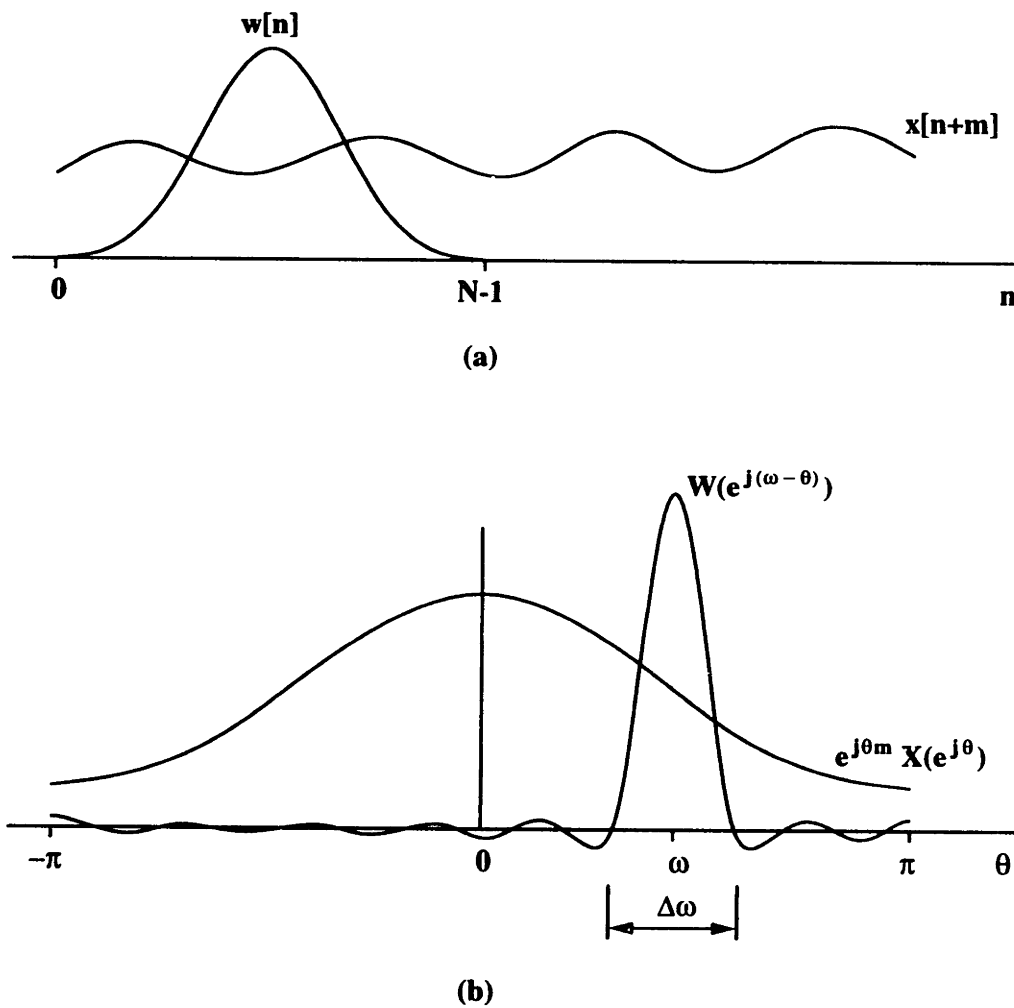 w[n]
x[n+m]
0 N-1 n
(a)
W(e^{j(ω − θ)})
e^{jθm} X(e^{jθ})
−π 0 ω π θ
Δω
(b)